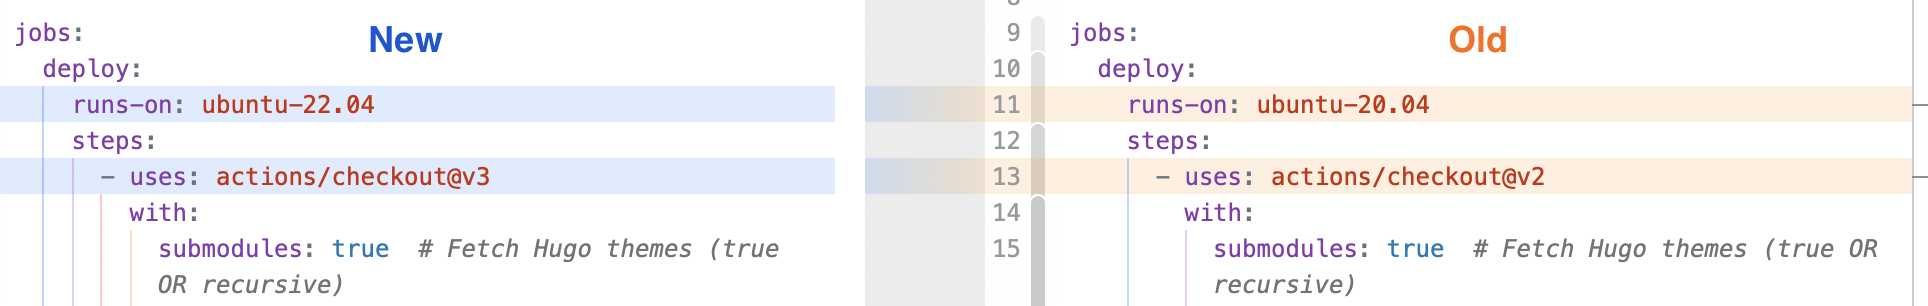 jobs:
New
deploy:
runs-on: ubuntu-22.04
steps:
- uses: actions/checkout@v3
with:
submodules: true  # Fetch Hugo themes (true
OR recursive)
9 jobs:
Old
10 deploy:
11 runs-on: ubuntu-20.04
12 steps:
13 - uses: actions/checkout@v2
14 with:
15 submodules: true  # Fetch Hugo themes (true OR
recursive)